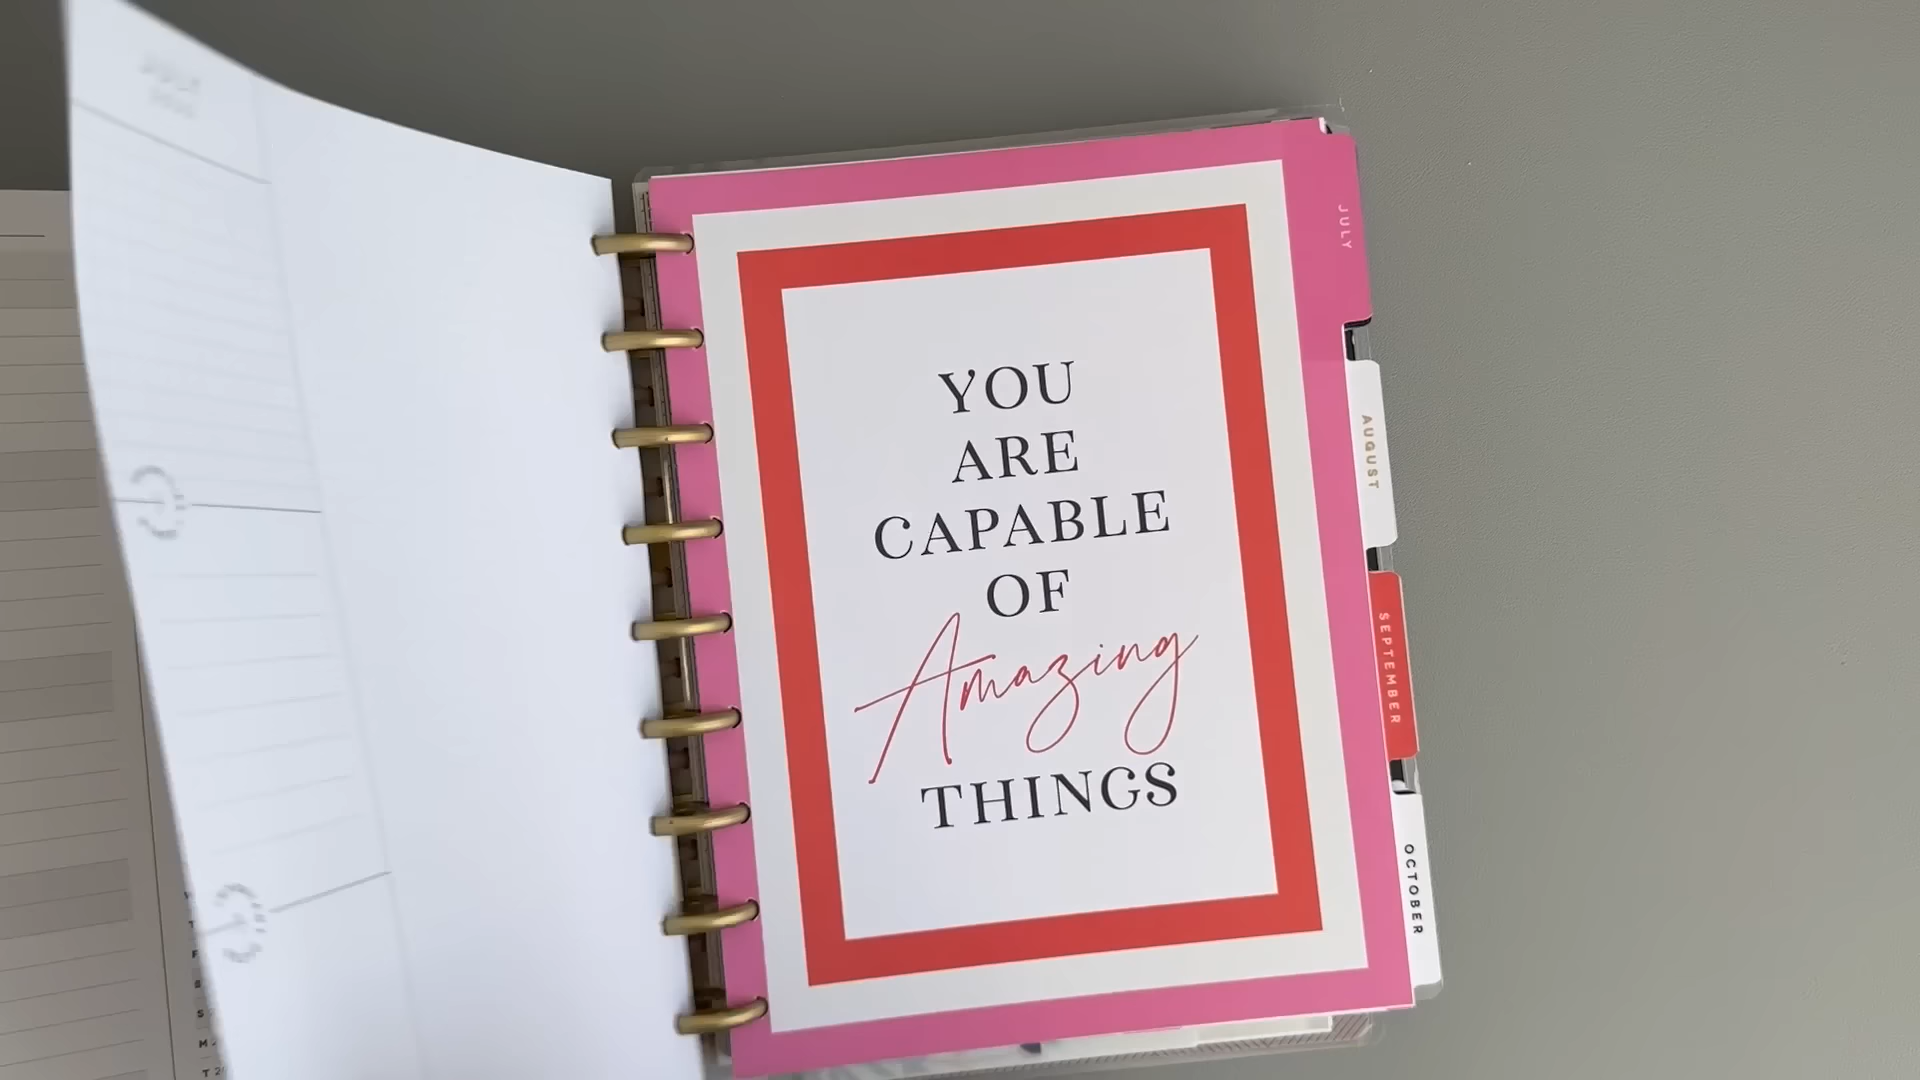 YOU
ARE
CAPABLE
OF
Amazing
THINGS
JULY
AUGUST
SEPTEMBER
OCTOBER